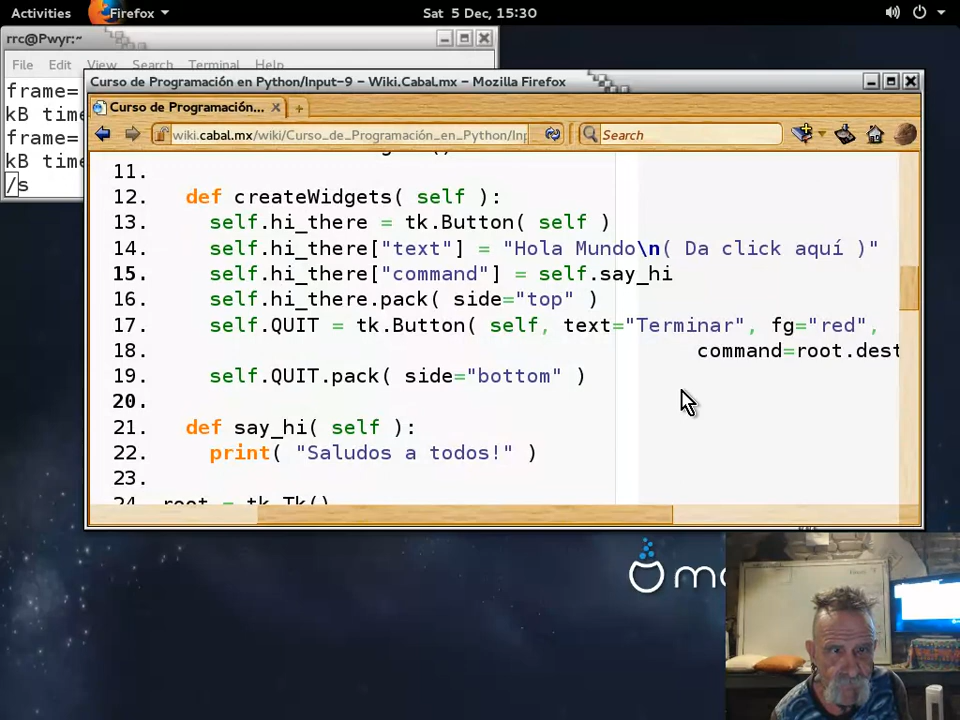 Activities Firefox Sat 5 Dec, 15:30
rrc@Pwyr:~
File Edit View Search Terminal Help
frame=
kB time
frame=
kB time
/s
Curso de Programación en Python/Input-9 – Wiki.Cabal.mx – Mozilla Firefox
Curso de Programación...
wiki.cabal.mx/wiki/Curso_de_Programación_en_Python/Inp
Search
11.
12. def createWidgets( self ):
13. self.hi_there = tk.Button( self )
14. self.hi_there["text"] = "Hola Mundo\n( Da click aquí )"
15. self.hi_there["command"] = self.say_hi
16. self.hi_there.pack( side="top" )
17. self.QUIT = tk.Button( self, text="Terminar", fg="red",
18. command=root.dest
19. self.QUIT.pack( side="bottom" )
20.
21. def say_hi( self ):
22. print( "Saludos a todos!" )
23.
24. root = tk.Tk()